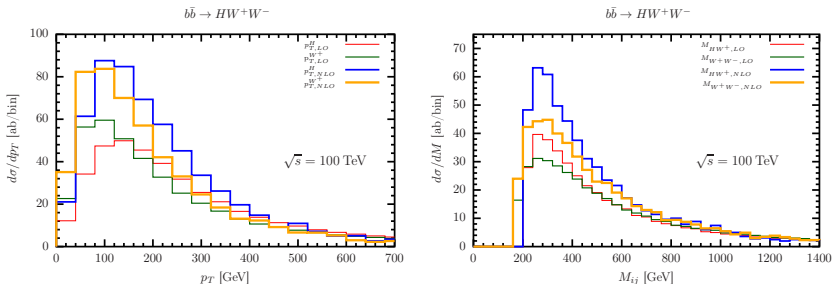 bb̄ → HW⁺W⁻
dσ/dp_T [ab/bin]
100
80
60
40
20
0
p^H_{T,LO}
p^{W⁺}_{T,LO}
p^H_{T,NLO}
p^{W⁺}_{T,NLO}
√s = 100 TeV
0 100 200 300 400 500 600 700
p_T [GeV]
bb̄ → HW⁺W⁻
dσ/dM [ab/bin]
70
60
50
40
30
20
10
0
M_{HW⁺,LO}
M_{W⁺W⁻,LO}
M_{HW⁺,NLO}
M_{W⁺W⁻,NLO}
√s = 100 TeV
0 200 400 600 800 1000 1200 1400
M_{ij} [GeV]